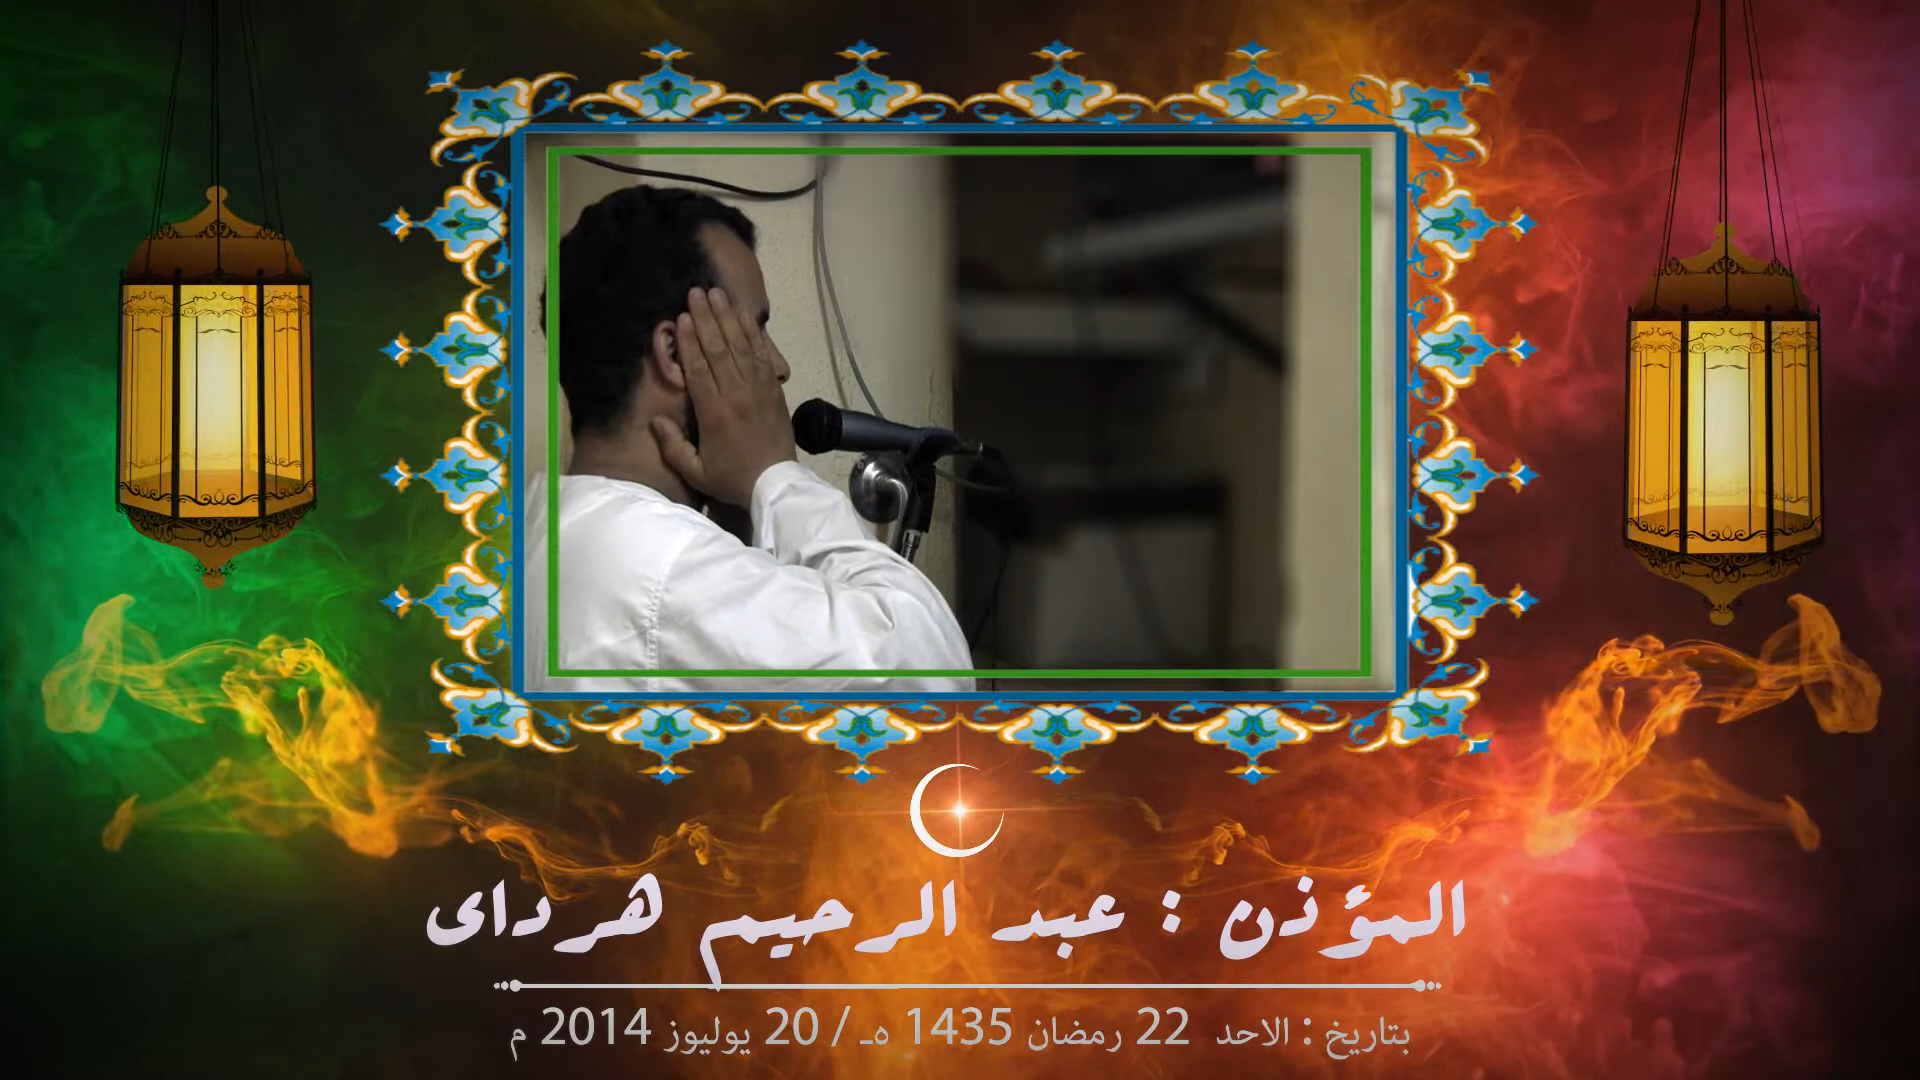 المؤذن : عبد الرحيم هرداى
بتاريخ : الاحد 22 رمضان 1435 هـ / 20 يوليوز 2014 م